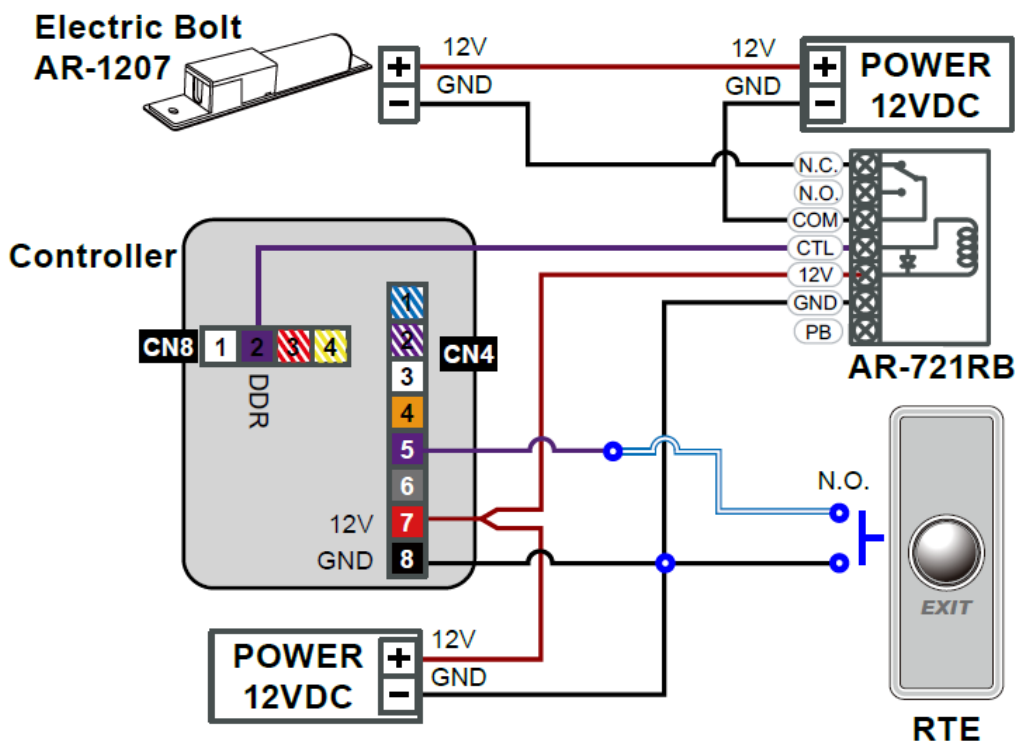 Electric Bolt
AR-1207
+
−
12V
GND
12V
GND
+
−
POWER
12VDC
N.C.
N.O.
COM
CTL
12V
GND
PB
AR-721RB
Controller
CN8
1
2
3
4
DDR
CN4
1
2
3
4
5
6
7
8
12V
GND
N.O.
EXIT
RTE
POWER
12VDC
+
−
12V
GND